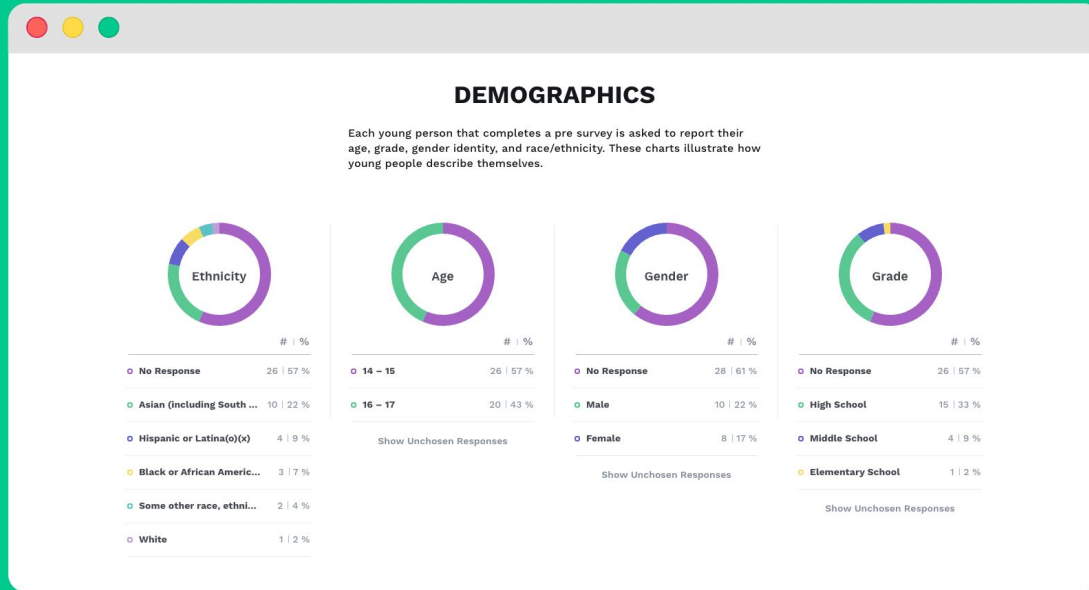 DEMOGRAPHICS
Each young person that completes a pre survey is asked to report their
age, grade, gender identity, and race/ethnicity. These charts illustrate how
young people describe themselves.
Ethnicity
# | %
No Response 26 | 57 %
Asian (including South ... 10 | 22 %
Hispanic or Latina(o)(x) 4 | 9 %
Black or African Americ... 3 | 7 %
Some other race, ethni... 2 | 4 %
White 1 | 2 %
Age
# | %
14 – 15 26 | 57 %
16 – 17 20 | 43 %
Show Unchosen Responses
Gender
# | %
No Response 28 | 61 %
Male 10 | 22 %
Female 8 | 17 %
Show Unchosen Responses
Grade
# | %
No Response 26 | 57 %
High School 15 | 33 %
Middle School 4 | 9 %
Elementary School 1 | 2 %
Show Unchosen Responses